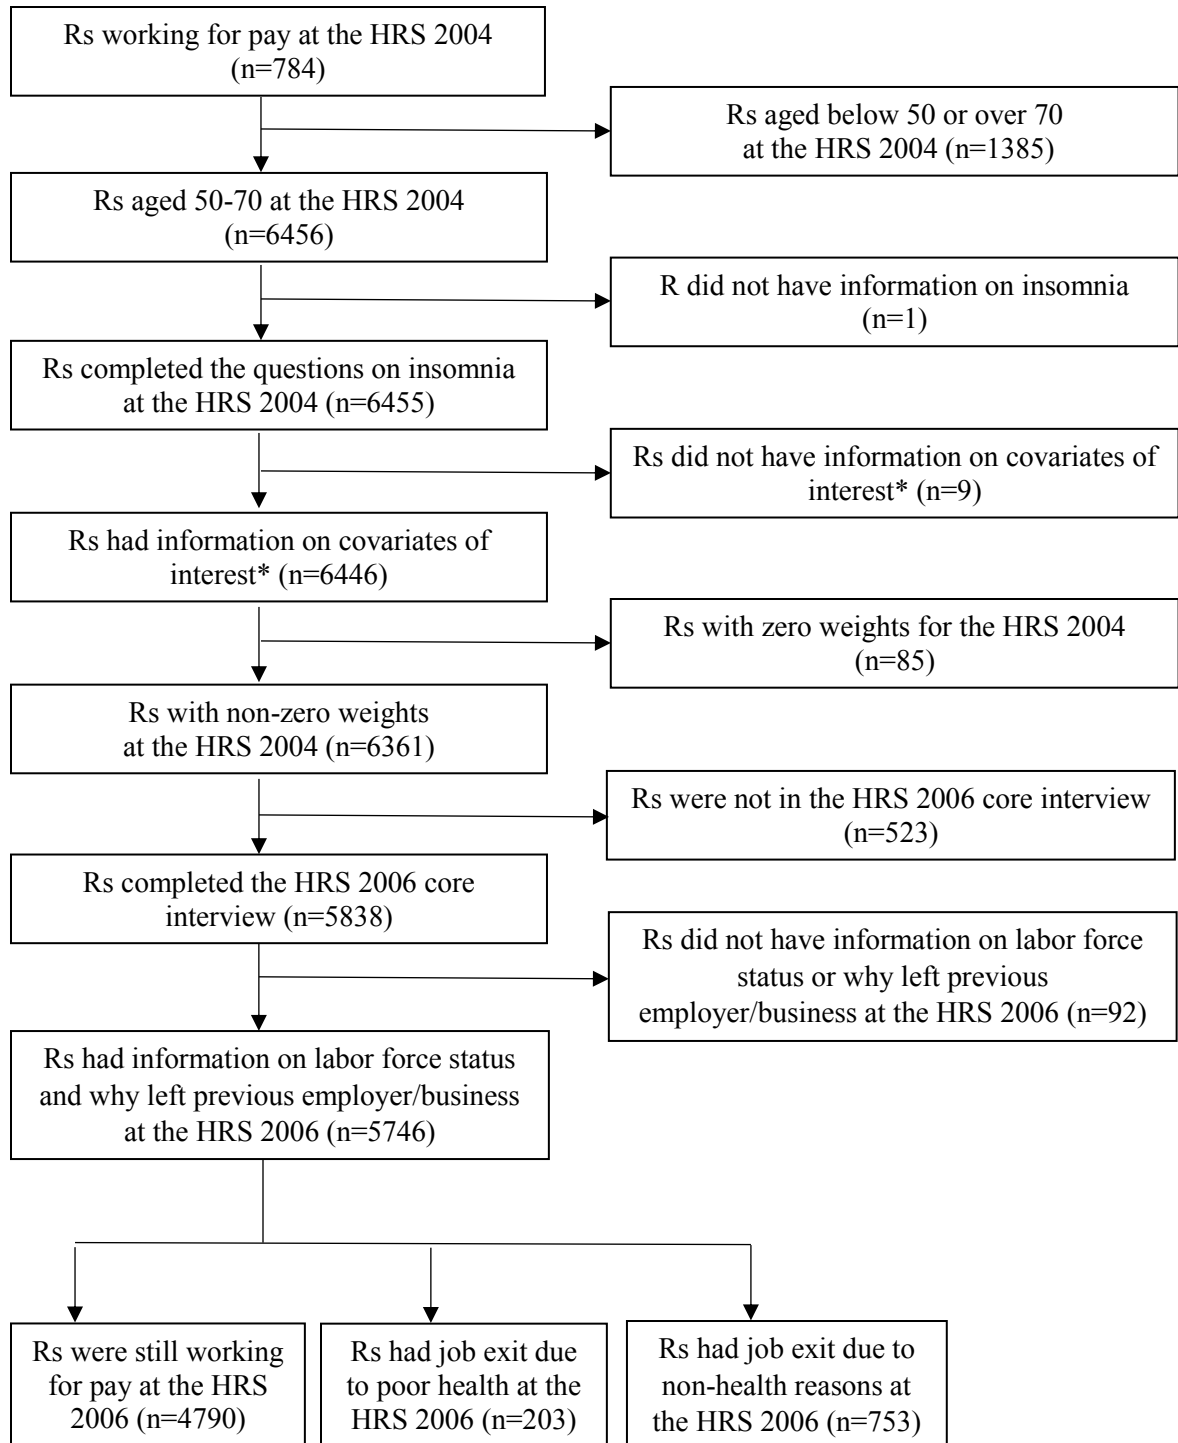 Rs working for pay at the HRS 2004
(n=784)
Rs aged below 50 or over 70
at the HRS 2004 (n=1385)
Rs aged 50-70 at the HRS 2004
(n=6456)
R did not have information on insomnia
(n=1)
Rs completed the questions on insomnia
at the HRS 2004 (n=6455)
Rs did not have information on covariates of
interest* (n=9)
Rs had information on covariates of
interest* (n=6446)
Rs with zero weights for the HRS 2004
(n=85)
Rs with non-zero weights
at the HRS 2004 (n=6361)
Rs were not in the HRS 2006 core interview
(n=523)
Rs completed the HRS 2006 core
interview (n=5838)
Rs did not have information on labor force
status or why left previous
employer/business at the HRS 2006 (n=92)
Rs had information on labor force status
and why left previous employer/business
at the HRS 2006 (n=5746)
Rs were still working
for pay at the HRS
2006 (n=4790)
Rs had job exit due
to poor health at the
HRS 2006 (n=203)
Rs had job exit due to
non-health reasons at
the HRS 2006 (n=753)